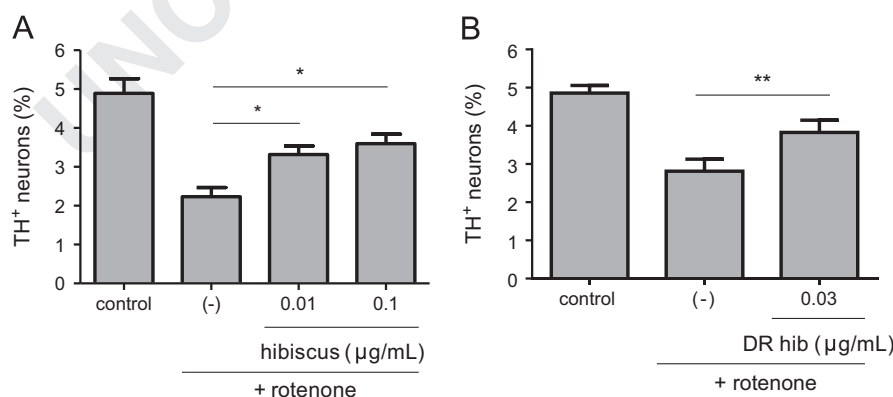 A
TH+ neurons (%)
6
5
4
3
2
1
0
*
*
control
(-)
0.01
0.1
hibiscus (µg/mL)
+ rotenone
B
TH+ neurons (%)
6
5
4
3
2
1
0
**
control
(-)
0.03
DR hib (µg/mL)
+ rotenone
UNC